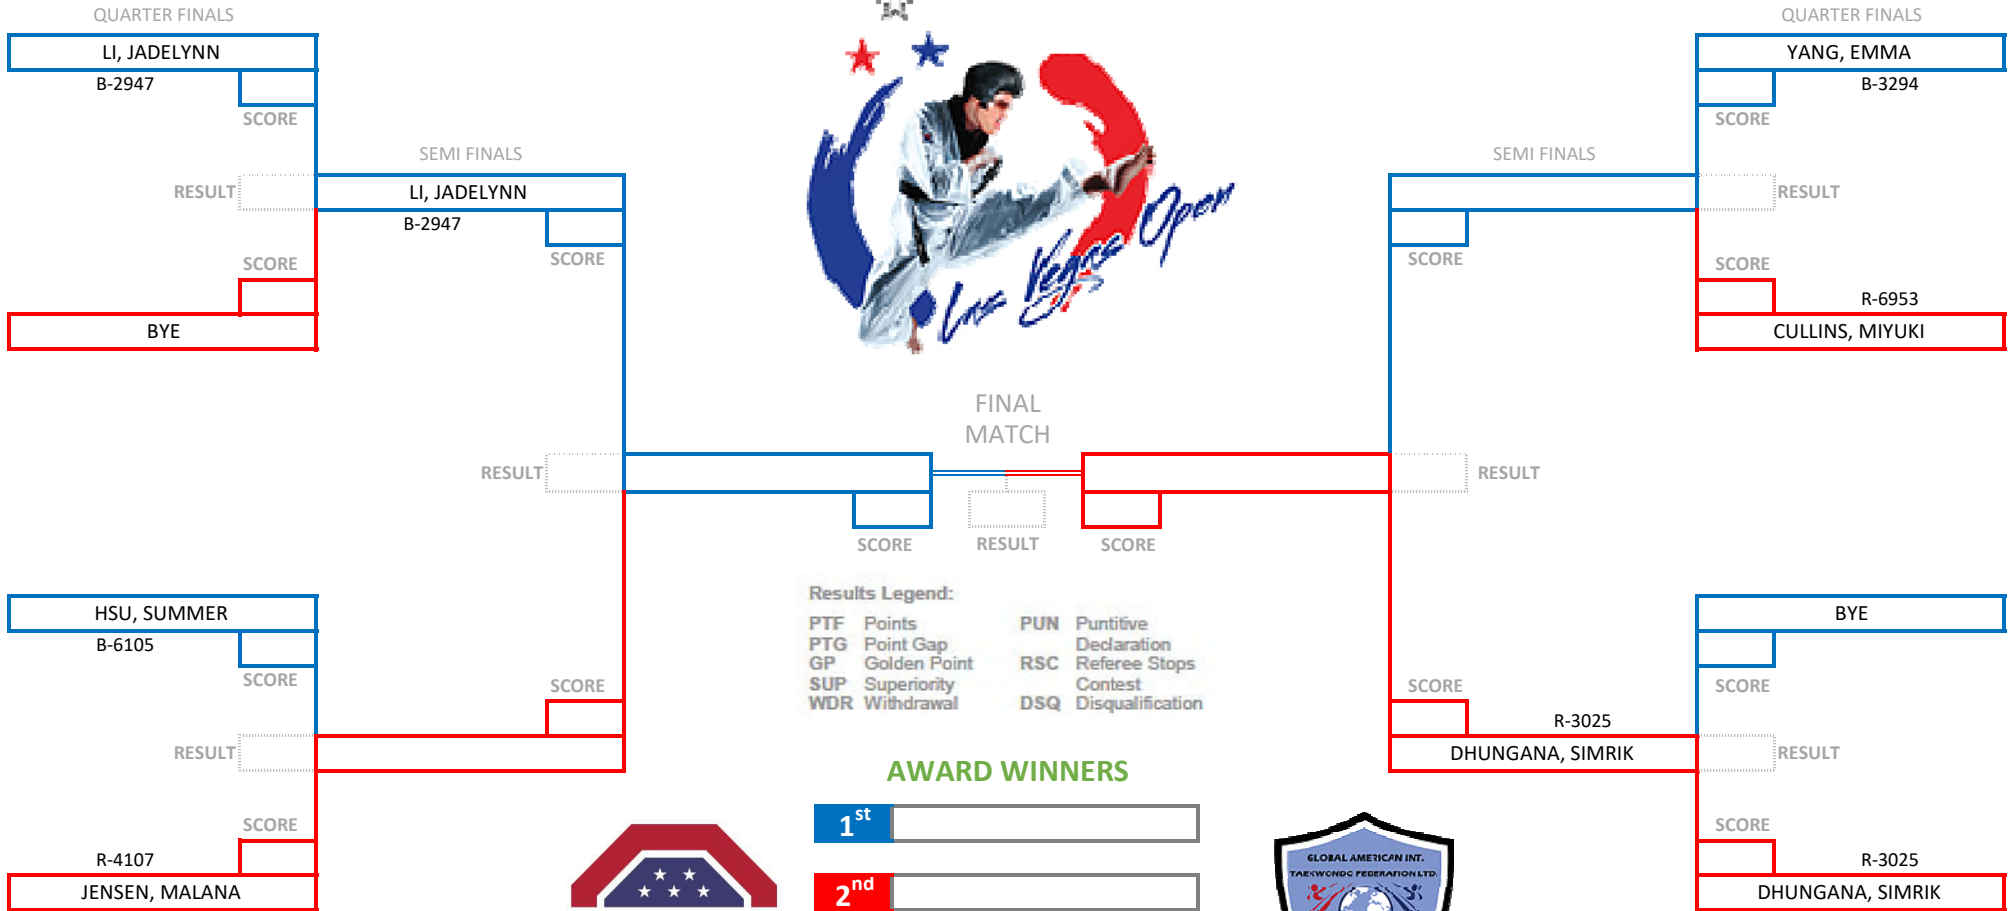 QUARTER FINALS
QUARTER FINALS
LI, JADELYNN
YANG, EMMA
B-2947
B-3294
SCORE
SCORE
SEMI FINALS
SEMI FINALS
RESULT
LI, JADELYNN
RESULT
B-2947
SCORE
SCORE
SCORE
SCORE
R-6953
BYE
CULLINS, MIYUKI
Las Vegas Open
FINAL
MATCH
RESULT
RESULT
SCORE
RESULT
SCORE
Results Legend:
PTF Points
PTG Point Gap
GP Golden Point
SUP Superiority
WDR Withdrawal
PUN Puntitive
Declaration
RSC Referee Stops
Contest
DSQ Disqualification
HSU, SUMMER
BYE
B-6105
SCORE
SCORE
SCORE
SCORE
R-3025
RESULT
DHUNGANA, SIMRIK
RESULT
AWARD WINNERS
1st
SCORE
SCORE
R-4107
R-3025
JENSEN, MALANA
2nd
DHUNGANA, SIMRIK
GLOBAL AMERICAN INT.
TAEKWONDO FEDERATION LTD.